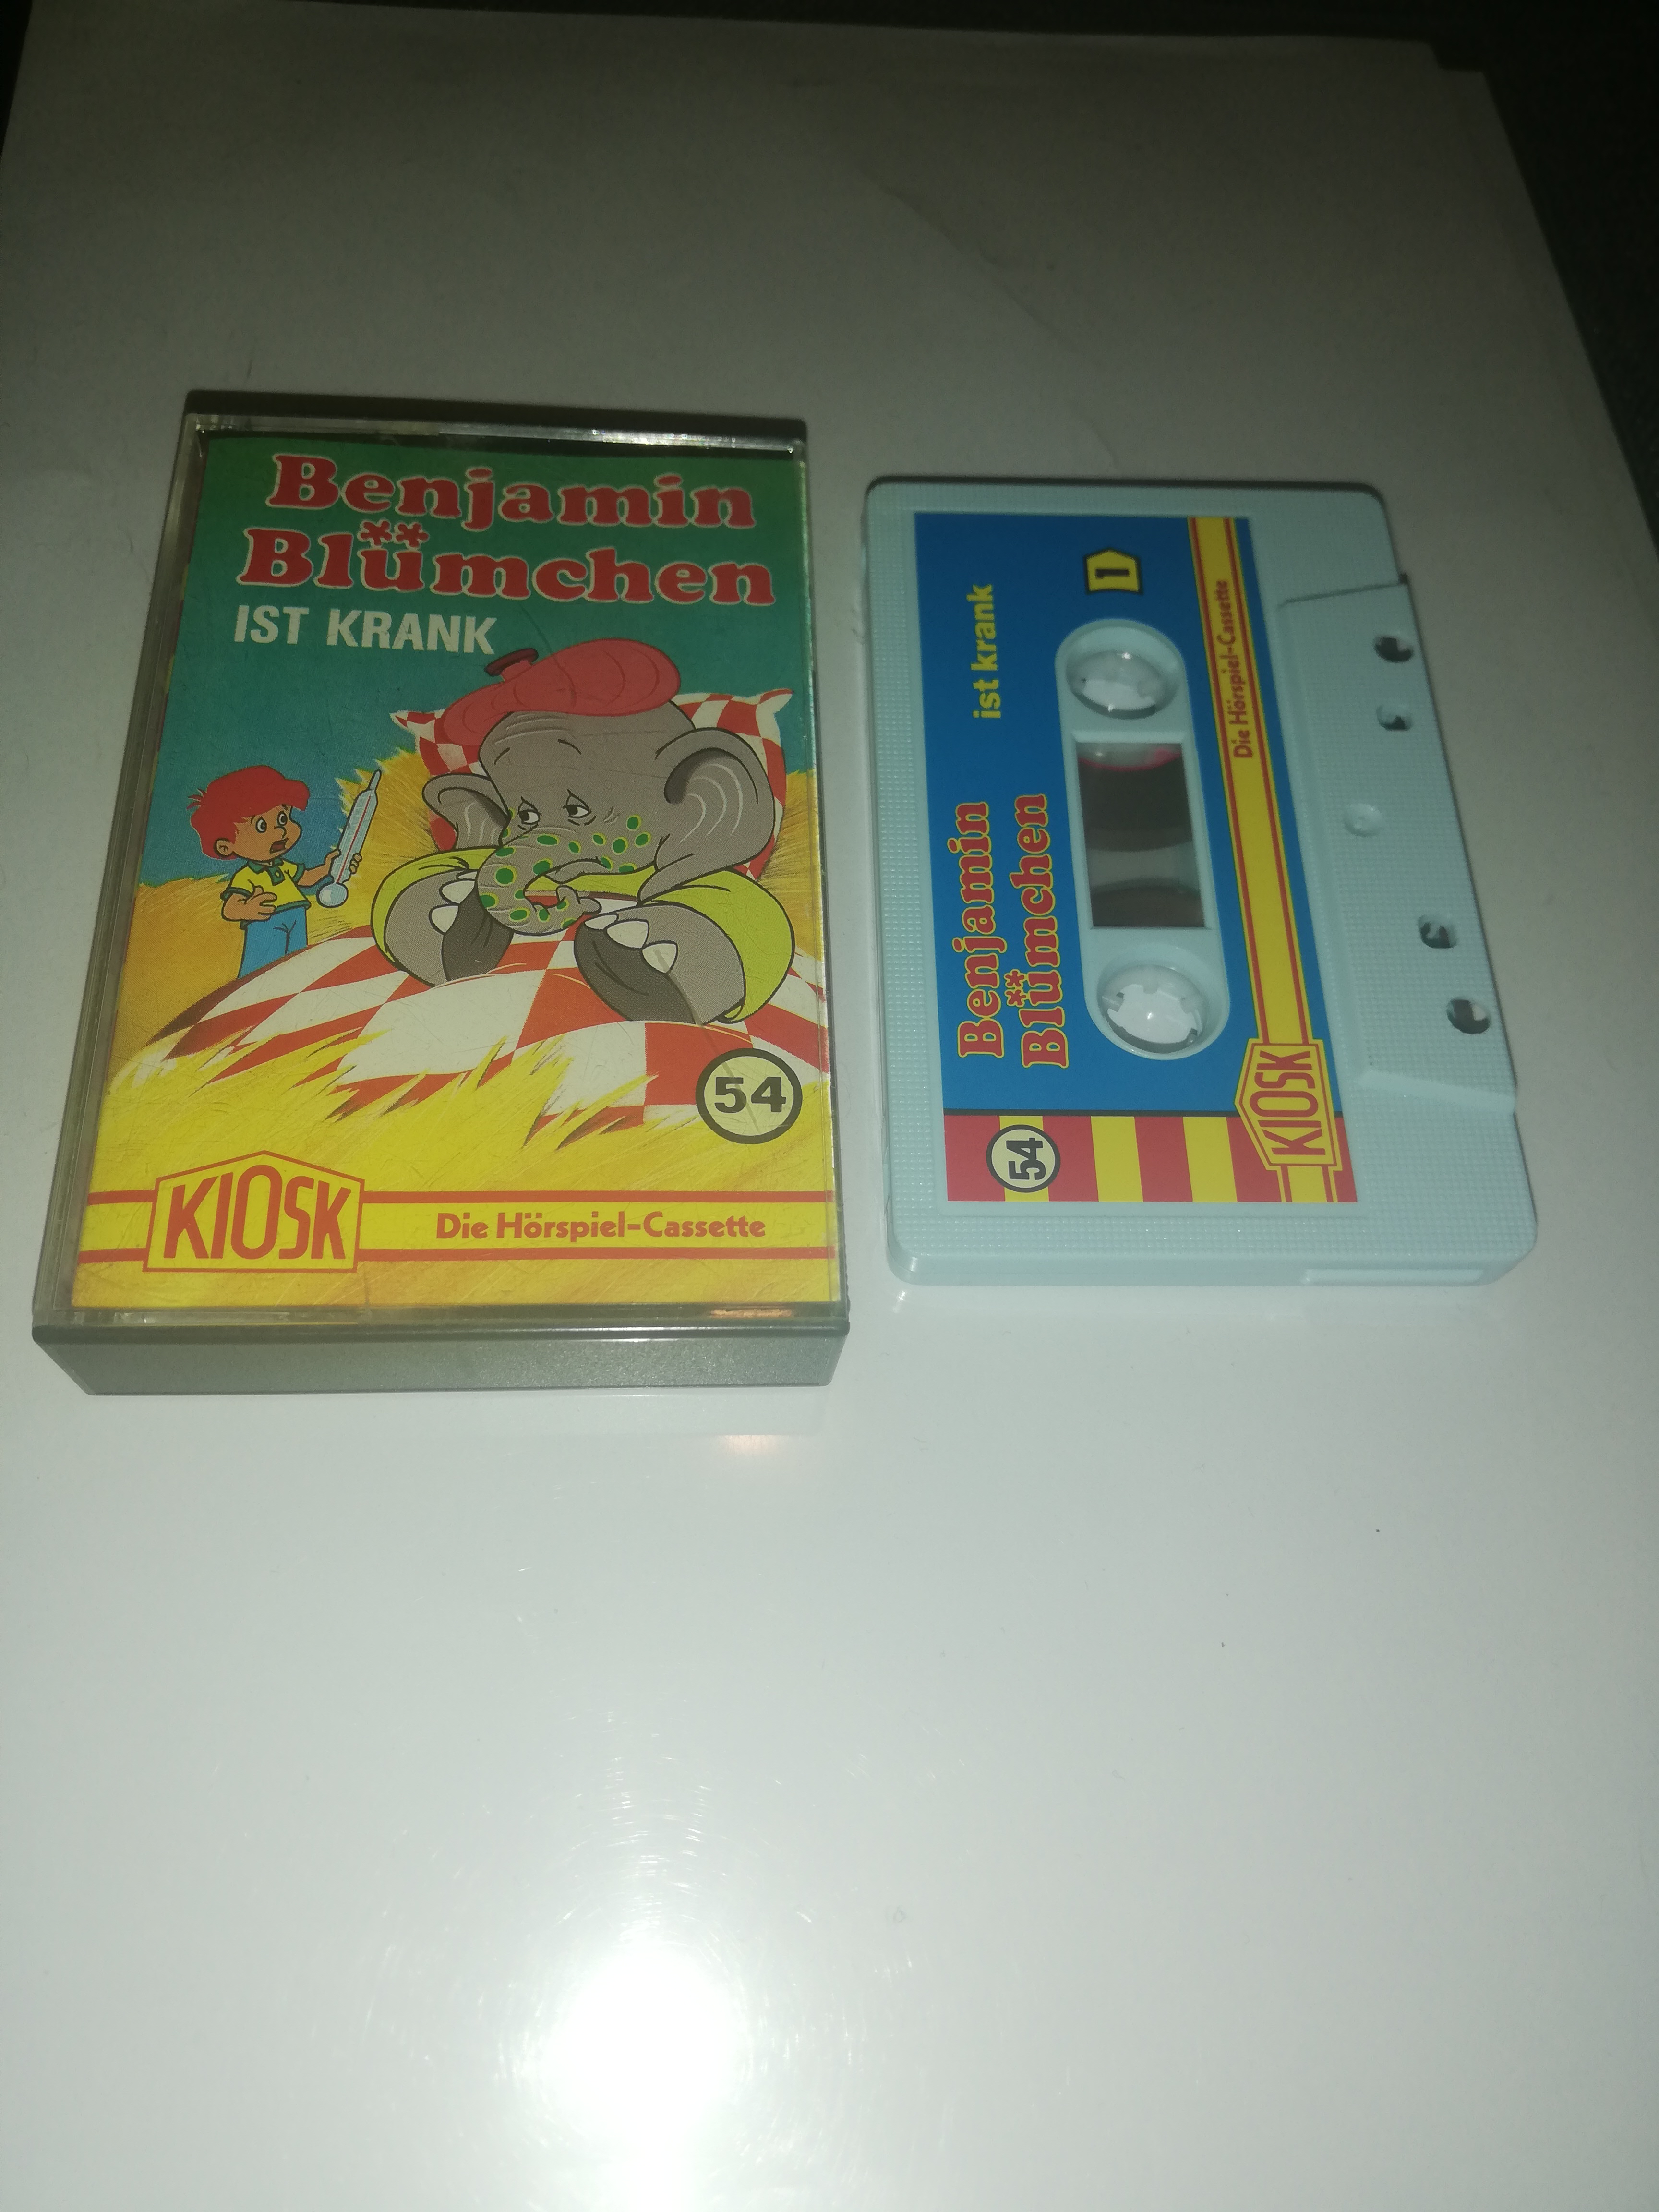 Benjamin
Blümchen
IST KRANK
54
KIOSK
Die Hörspiel-Cassette
Benjamin
Blümchen
ist krank
1
54
KIOSK
Die Hörspiel-Cassette